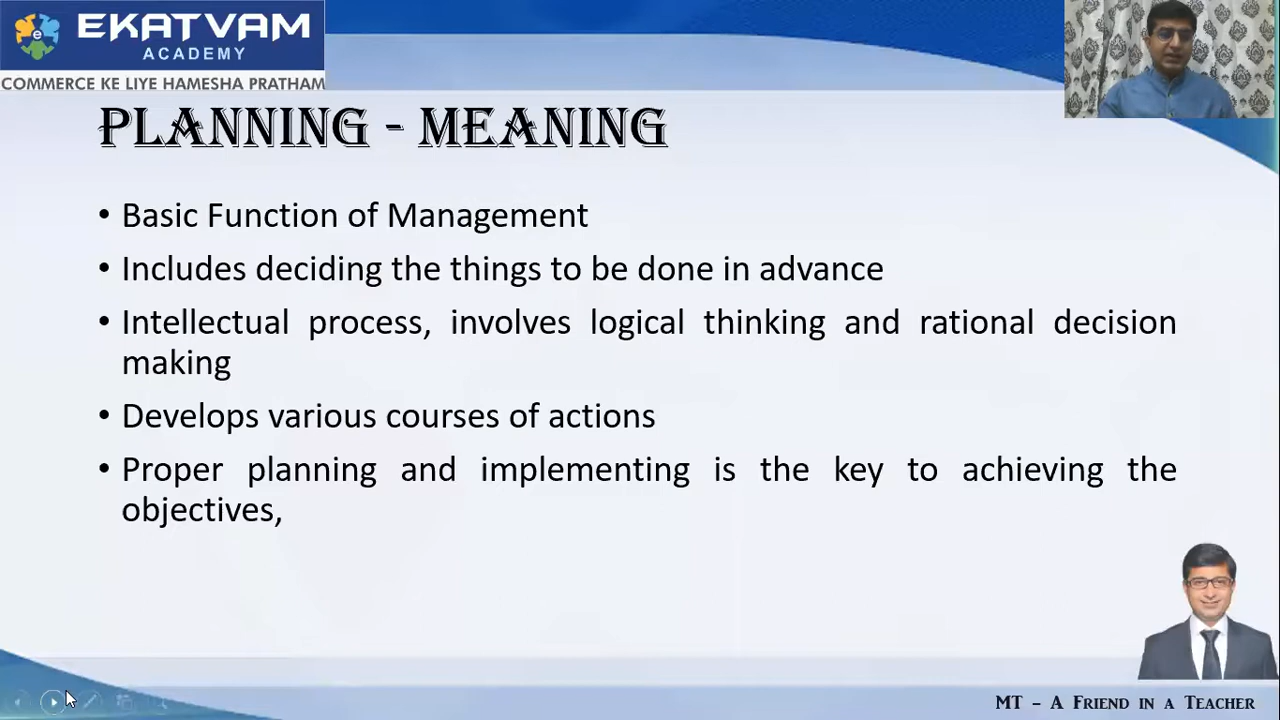 EKATVAM
ACADEMY
COMMERCE KE LIYE HAMESHA PRATHAM
PLANNING - MEANING
• Basic Function of Management
• Includes deciding the things to be done in advance
• Intellectual process, involves logical thinking and rational decision
making
• Develops various courses of actions
• Proper planning and implementing is the key to achieving the
objectives,
MT – A Friend in a Teacher